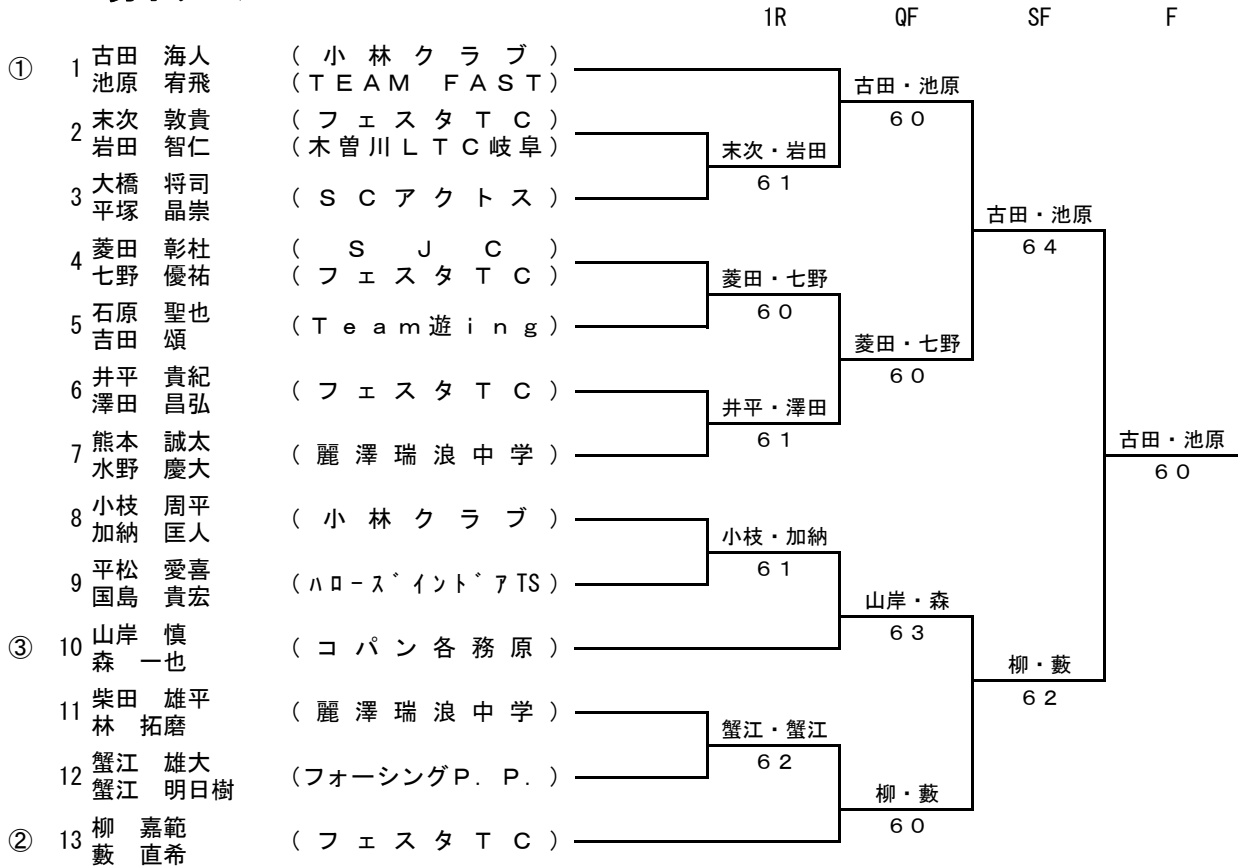 1R QF SF F
① 1 古田 海人 (小林クラブ)
池原 宥飛 (TEAM FAST)
古田・池原
60
2 末次 敦貴 (フェスタTC)
岩田 智仁 (木曽川LTC岐阜)
末次・岩田
61
3 大橋 将司 (SCアクトス)
平塚 晶崇
古田・池原
64
4 菱田 彰杜 (SJC)
七野 優祐 (フェスタTC)
菱田・七野
60
5 石原 聖也 (Team遊ing)
吉田 頌
菱田・七野
60
6 井平 貴紀 (フェスタTC)
澤田 昌弘
井平・澤田
61
7 熊本 誠太 (麗澤瑞浪中学)
水野 慶大
古田・池原
60
8 小枝 周平 (小林クラブ)
加納 匡人
小枝・加納
61
9 平松 愛喜 (ハローズインドアTS)
国島 貴宏
山岸・森
63
③ 10 山岸 慎 (コパン各務原)
森 一也
柳・藪
62
11 柴田 雄平 (麗澤瑞浪中学)
林 拓磨
蟹江・蟹江
62
12 蟹江 雄大 (フォーシングP.P.)
蟹江 明日樹
柳・藪
60
② 13 柳 嘉範 (フェスタTC)
藪 直希